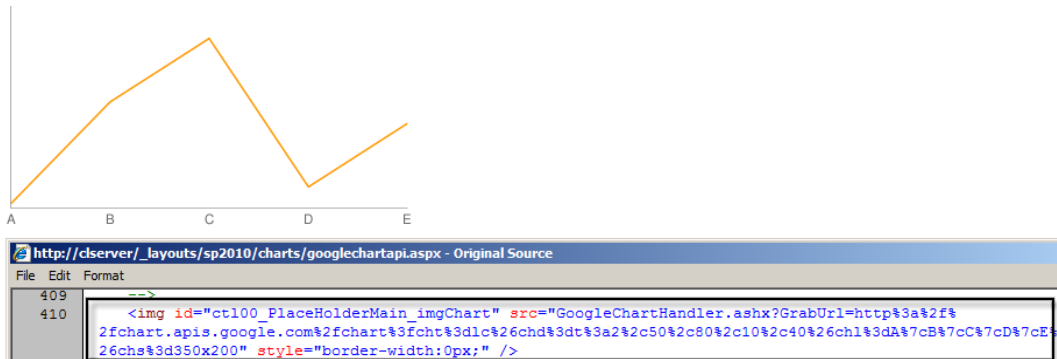 A B C D E
http://clserver/_layouts/sp2010/charts/googlechartapi.aspx - Original Source
File Edit Format
409 -->
410 <img id="ctl00_PlaceHolderMain_imgChart" src="GoogleChartHandler.ashx?GrabUrl=http%3a%2f%
2fchart.apis.google.com%2fchart%3fcht%3dlc%26chd%3dt%3a2%2c50%2c80%2c10%2c40%26chl%3dA%7cB%7cC%7cD%7cE%
26chs%3d350x200" style="border-width:0px;" />